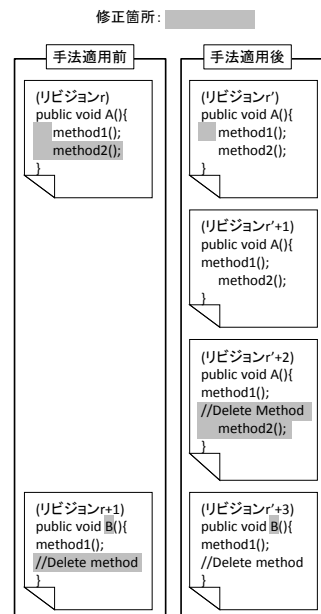 修正箇所:
手法適用前
(リビジョンr)
public void A(){
method1();
method2();
}
(リビジョンr+1)
public void B(){
method1();
//Delete method
}
手法適用後
(リビジョンr')
public void A(){
method1();
method2();
}
(リビジョンr'+1)
public void A(){
method1();
method2();
}
(リビジョンr'+2)
public void A(){
method1();
//Delete Method
method2();
}
(リビジョンr'+3)
public void B(){
method1();
//Delete method
}